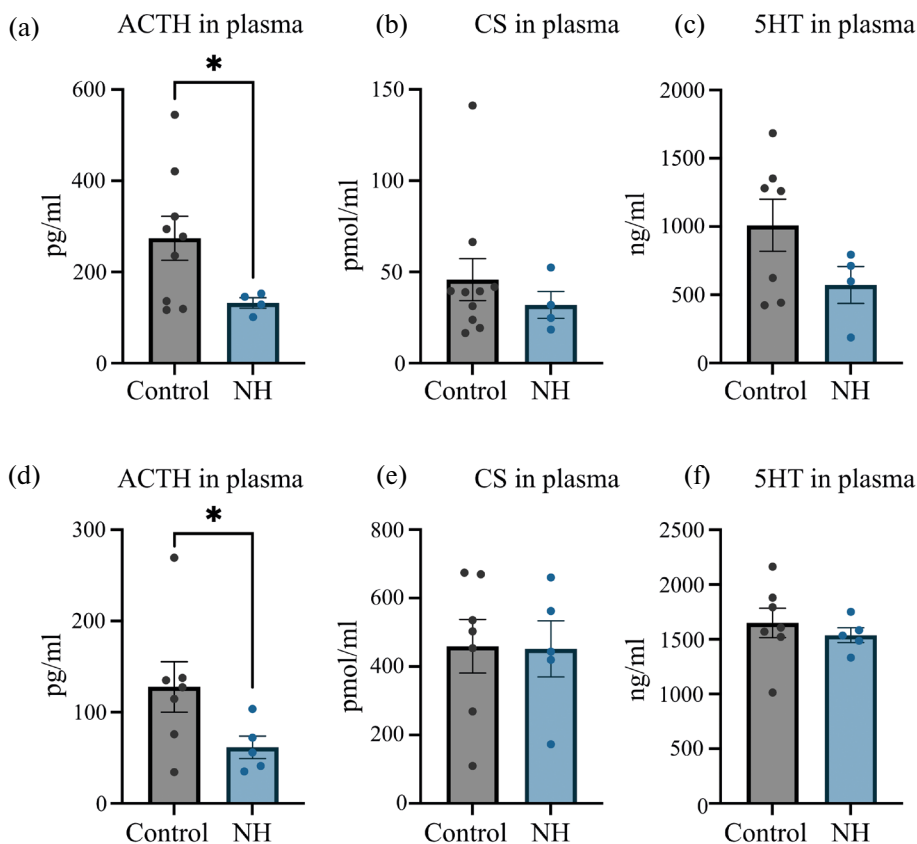 (a) ACTH in plasma
*
600
400
200
0
pg/ml
Control NH
(b) CS in plasma
150
100
50
0
pmol/ml
Control NH
(c) 5HT in plasma
2000
1500
1000
500
0
ng/ml
Control NH
(d) ACTH in plasma
*
300
200
100
0
pg/ml
Control NH
(e) CS in plasma
800
600
400
200
0
pmol/ml
Control NH
(f) 5HT in plasma
2500
2000
1500
1000
500
0
ng/ml
Control NH